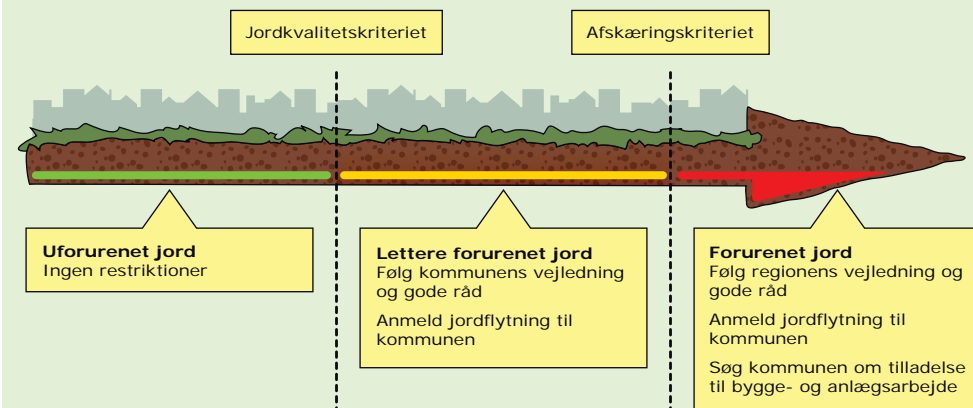 Jordkvalitetskriteriet
Afskæringskriteriet
Uforurenet jord
Ingen restriktioner
Lettere forurenet jord
Følg kommunens vejledning
og gode råd
Anmeld jordflytning til
kommunen
Forurenet jord
Følg regionens vejledning og
gode råd
Anmeld jordflytning til
kommunen
Søg kommunen om tilladelse
til bygge- og anlægsarbejde